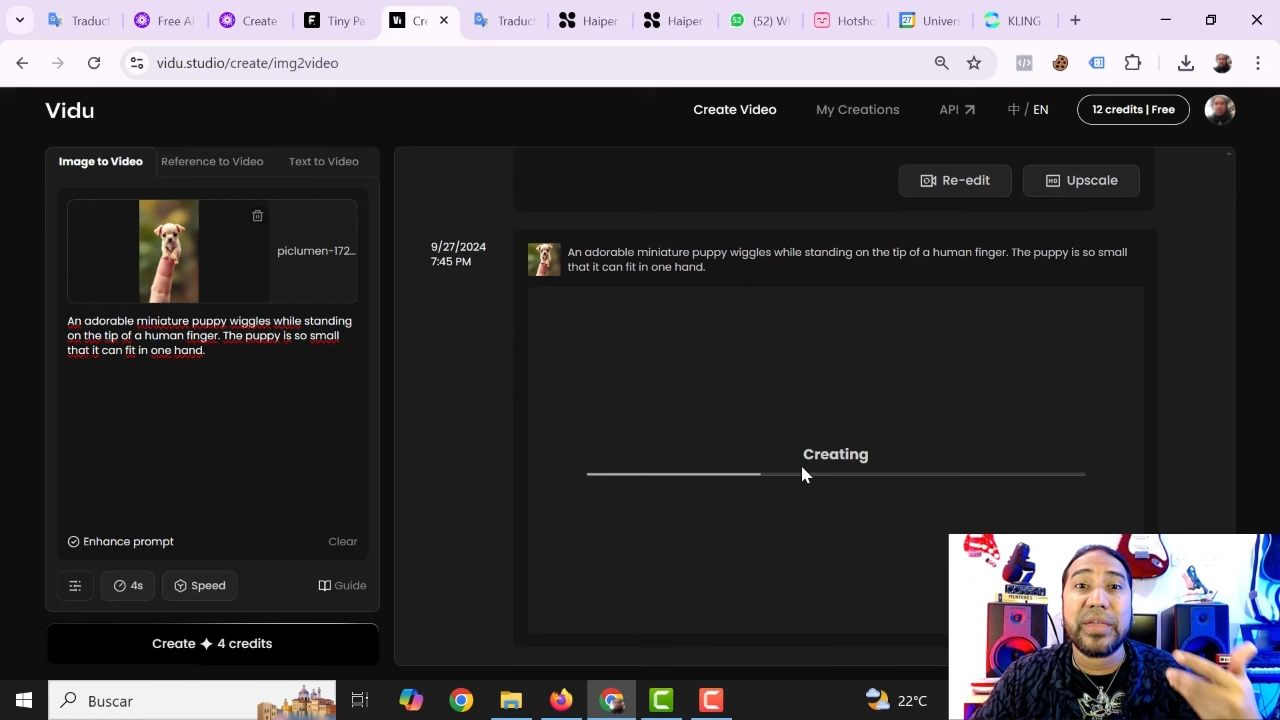 Traduct
Free A
Create
Tiny Pa
Cre
Traduct
Haiper
Haiper
(52) W
Hotsho
Univer
KLING
vidu.studio/create/img2video
Vidu
Create Video
My Creations
API
中 / EN
12 credits | Free
Image to Video
Reference to Video
Text to Video
piclumen-172...
An adorable miniature puppy wiggles while standing
on the tip of a human finger. The puppy is so small
that it can fit in one hand.
Enhance prompt
Clear
4s
Speed
Guide
Create 4 credits
Re-edit
Upscale
9/27/2024
7:45 PM
An adorable miniature puppy wiggles while standing on the tip of a human finger. The puppy is so small
that it can fit in one hand.
Creating
Buscar
22°C